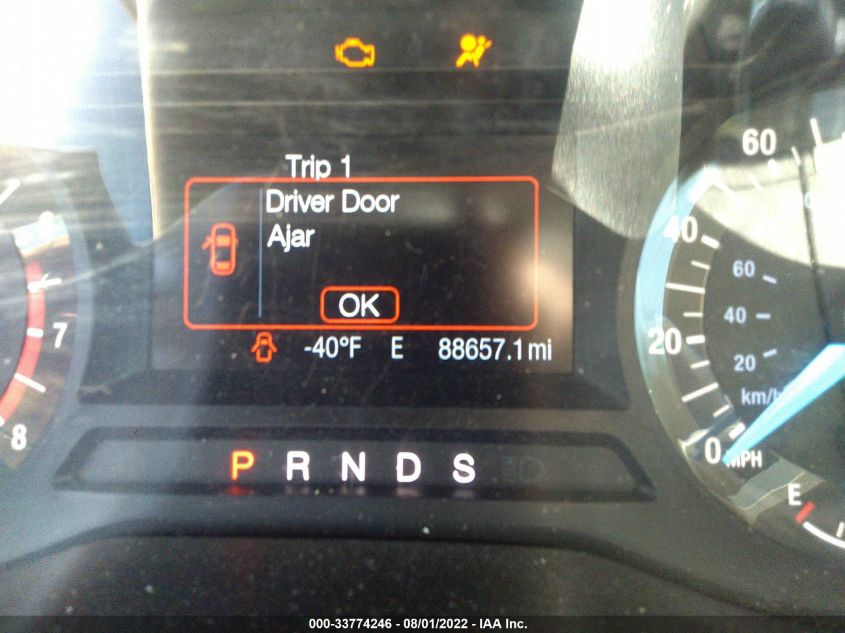 Trip 1
Driver Door
Ajar
OK
-40°F E 88657.1 mi
P R N D S
7
8
60
40
20
0
MPH
60
40
20
km/h
E
000-33774246 - 08/01/2022 - IAA Inc.